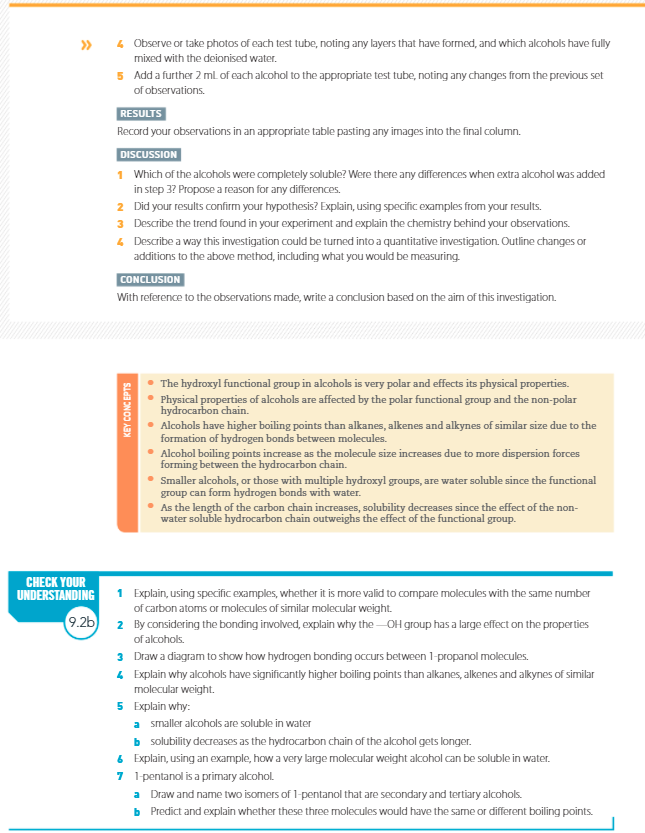 » 4 Observe or take photos of each test tube, noting any layers that have formed, and which alcohols have fully
mixed with the deionised water.
5 Add a further 2 mL of each alcohol to the appropriate test tube, noting any changes from the previous set
of observations.
RESULTS
Record your observations in an appropriate table pasting any images into the final column.
DISCUSSION
1 Which of the alcohols were completely soluble? Were there any differences when extra alcohol was added
in step 3? Propose a reason for any differences.
2 Did your results confirm your hypothesis? Explain, using specific examples from your results.
3 Describe the trend found in your experiment and explain the chemistry behind your observations.
4 Describe a way this investigation could be turned into a quantitative investigation. Outline changes or
additions to the above method, including what you would be measuring.
CONCLUSION
With reference to the observations made, write a conclusion based on the aim of this investigation.
KEY CONCEPTS
• The hydroxyl functional group in alcohols is very polar and effects its physical properties.
• Physical properties of alcohols are affected by the polar functional group and the non-polar
hydrocarbon chain.
• Alcohols have higher boiling points than alkanes, alkenes and alkynes of similar size due to the
formation of hydrogen bonds between molecules.
• Alcohol boiling points increase as the molecule size increases due to more dispersion forces
forming between the hydrocarbon chain.
• Smaller alcohols, or those with multiple hydroxyl groups, are water soluble since the functional
group can form hydrogen bonds with water.
• As the length of the carbon chain increases, solubility decreases since the effect of the non-
water soluble hydrocarbon chain outweighs the effect of the functional group.
CHECK YOUR
UNDERSTANDING
9.2b
1 Explain, using specific examples, whether it is more valid to compare molecules with the same number
of carbon atoms or molecules of similar molecular weight.
2 By considering the bonding involved, explain why the —OH group has a large effect on the properties
of alcohols.
3 Draw a diagram to show how hydrogen bonding occurs between 1-propanol molecules.
4 Explain why alcohols have significantly higher boiling points than alkanes, alkenes and alkynes of similar
molecular weight.
5 Explain why:
a smaller alcohols are soluble in water
b solubility decreases as the hydrocarbon chain of the alcohol gets longer.
6 Explain, using an example, how a very large molecular weight alcohol can be soluble in water.
7 1-pentanol is a primary alcohol.
a Draw and name two isomers of 1-pentanol that are secondary and tertiary alcohols.
b Predict and explain whether these three molecules would have the same or different boiling points.